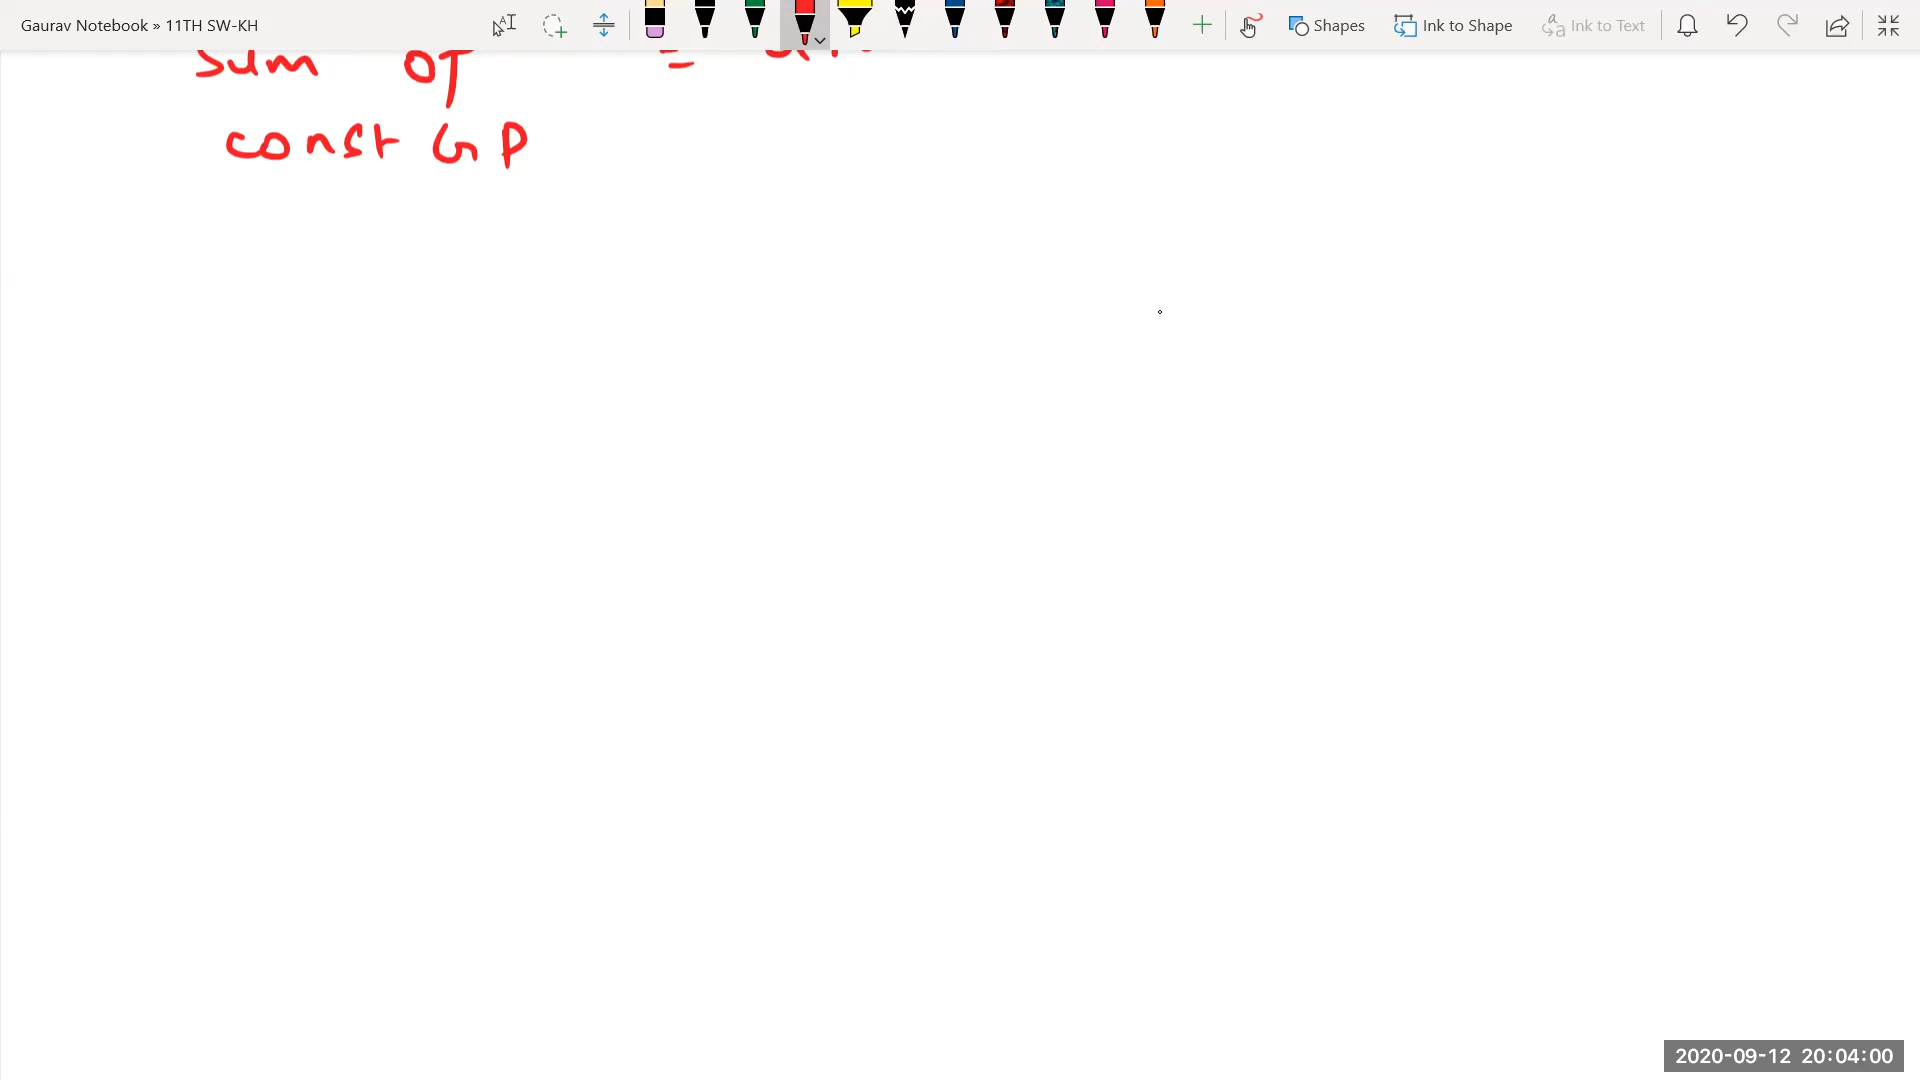 Gaurav Notebook » 11TH SW-KH
Shapes
Ink to Shape
Ink to Text
Sum of =
const GP
2020-09-12 20:04:00